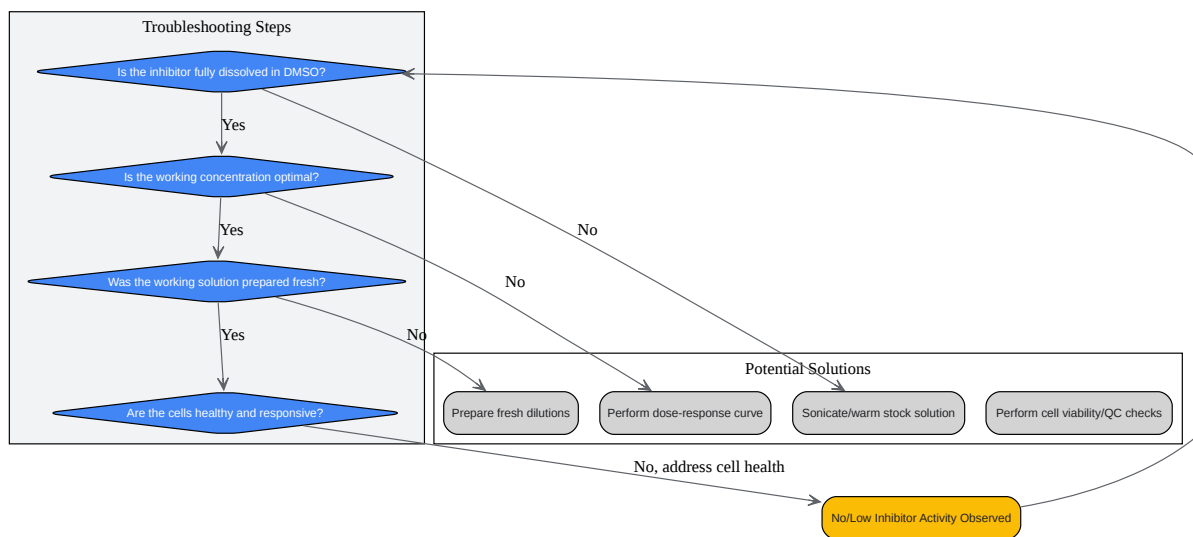 Troubleshooting Steps
Is the inhibitor fully dissolved in DMSO?
Yes
Is the working concentration optimal?
Yes
No
Was the working solution prepared fresh?
No
Yes
No
Potential Solutions
Are the cells healthy and responsive?
Prepare fresh dilutions
Perform dose-response curve
Sonicate/warm stock solution
Perform cell viability/QC checks
No, address cell health
No/Low Inhibitor Activity Observed